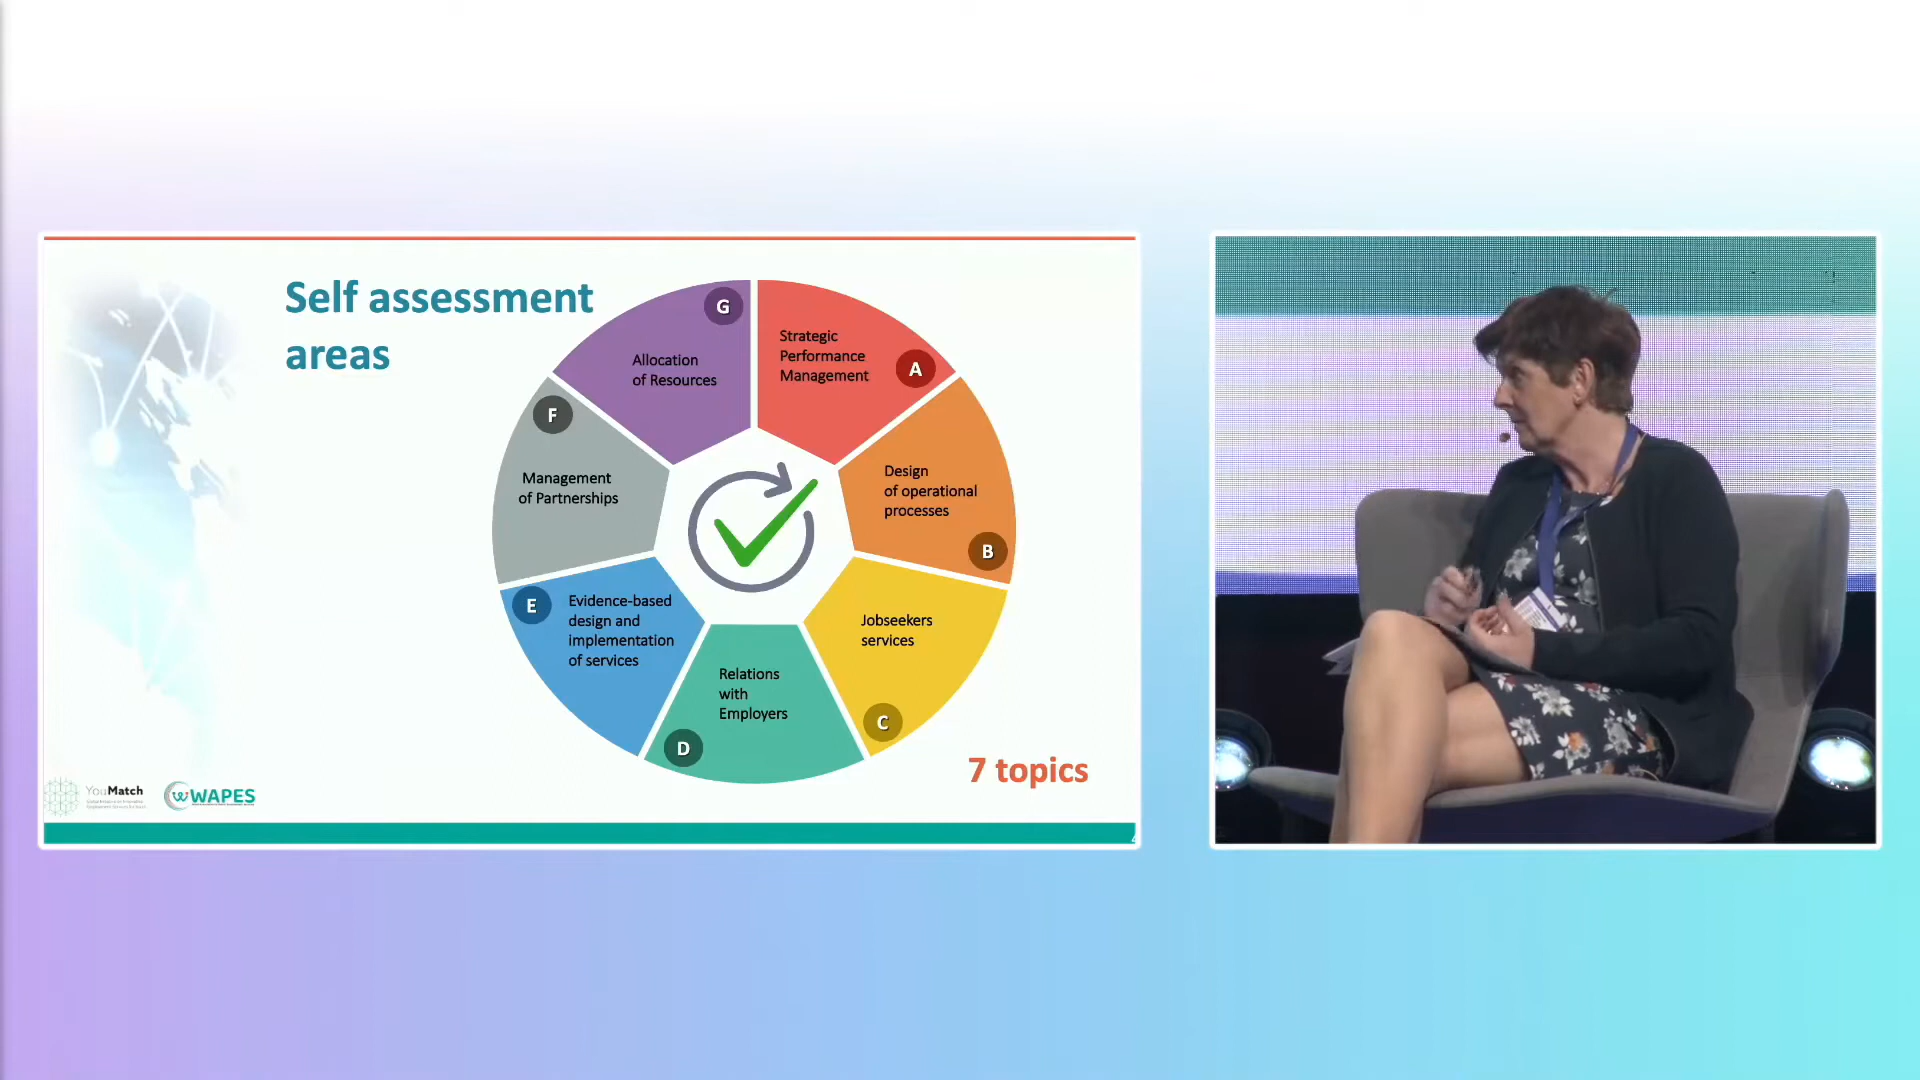 Self assessment
areas
G
Allocation
of Resources
Strategic
Performance
Management
A
F
Management
of Partnerships
Design
of operational
processes
B
E
Evidence-based
design and
implementation
of services
Jobseekers
services
C
Relations
with
Employers
D
7 topics
YouMatch
WAPES